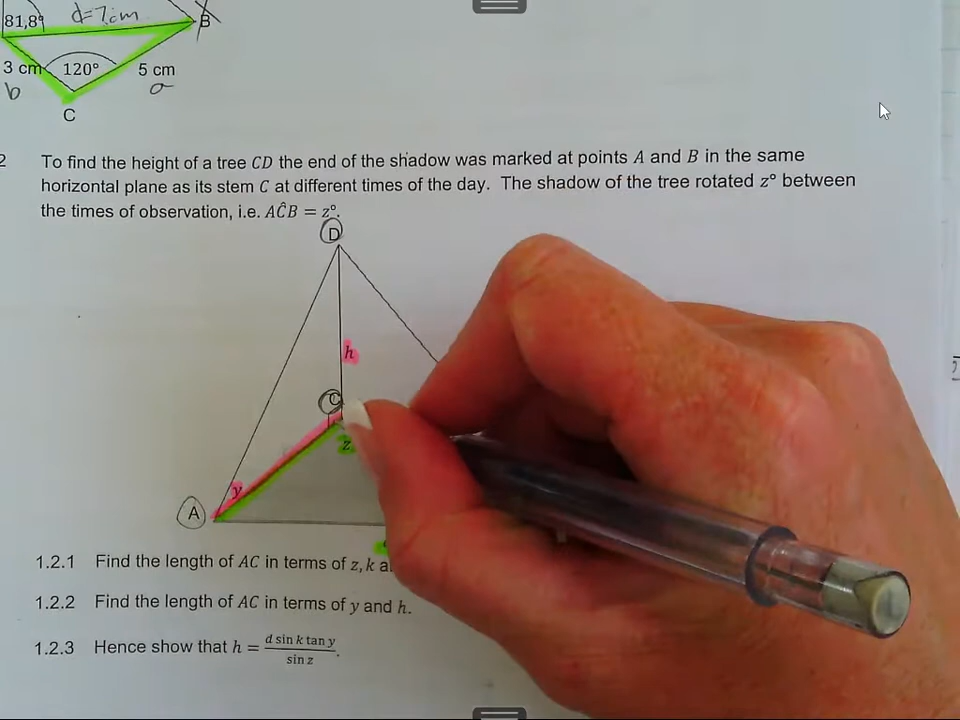 81,8° d=7cm B
3 cm 120° 5 cm
b a
C
2 To find the height of a tree CD the end of the shadow was marked at points A and B in the same
horizontal plane as its stem C at different times of the day. The shadow of the tree rotated z° between
the times of observation, i.e. AĈB = z°.
D
h
C
z
y
A
1.2.1 Find the length of AC in terms of z, k
1.2.2 Find the length of AC in terms of y and h.
1.2.3 Hence show that h = d sin k tan y / sin z.